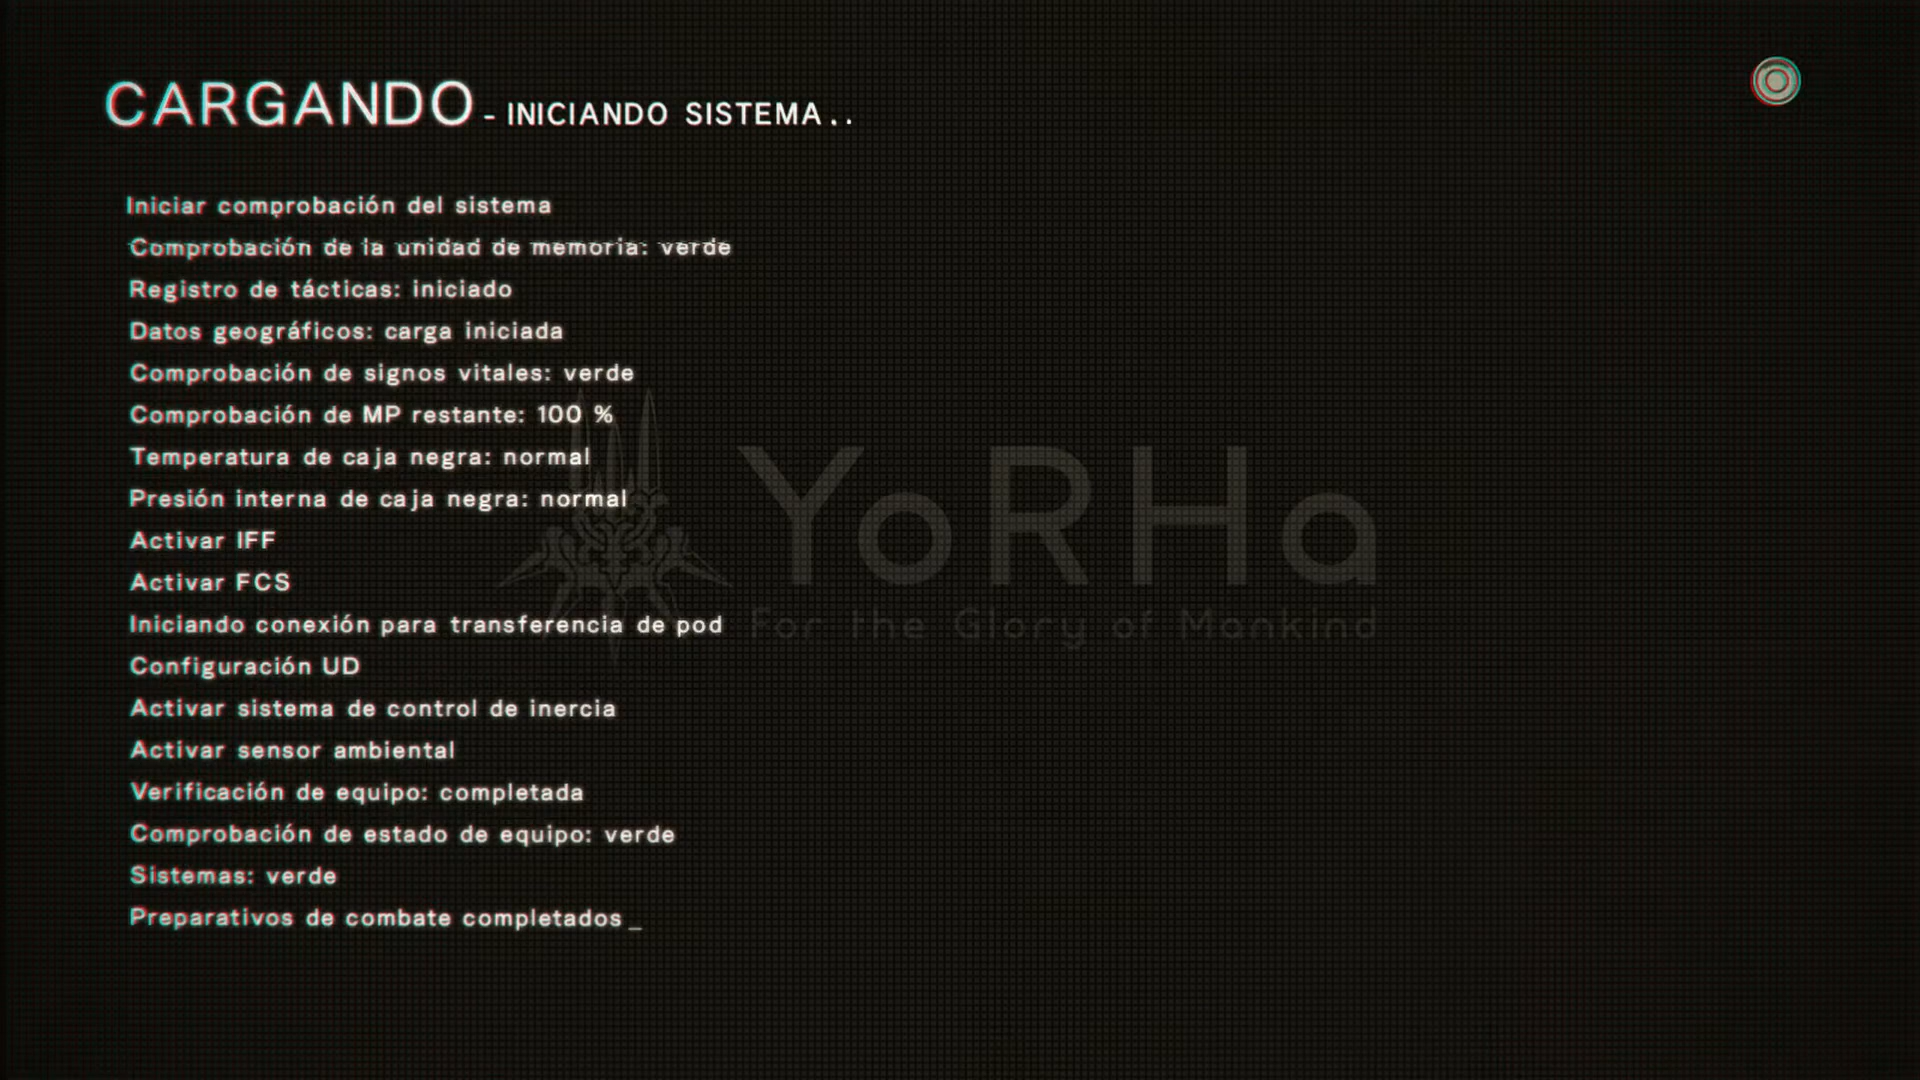 CARGANDO - INICIANDO SISTEMA..
Iniciar comprobación del sistema
Comprobación de la unidad de memoria: verde
Registro de tácticas: iniciado
Datos geográficos: carga iniciada
Comprobación de signos vitales: verde
Comprobación de MP restante: 100 %
Temperatura de caja negra: normal
Presión interna de caja negra: normal
Activar IFF
Activar FCS
Iniciando conexión para transferencia de pod
Configuración UD
Activar sistema de control de inercia
Activar sensor ambiental
Verificación de equipo: completada
Comprobación de estado de equipo: verde
Sistemas: verde
Preparativos de combate completados_
YoRHa
For the Glory of Mankind